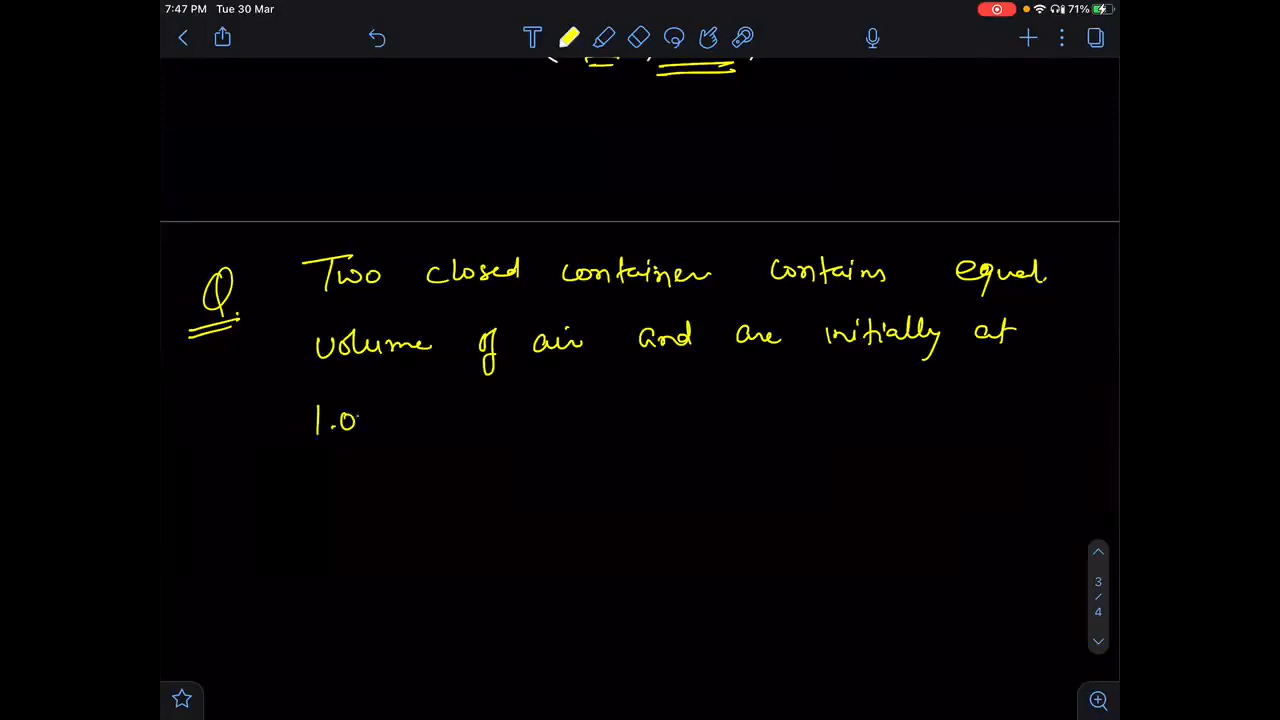 7:47 PM Tue 30 Mar 71%
Q. Two closed container contains equal
volume of air and are initially at
1.0
3
/
4